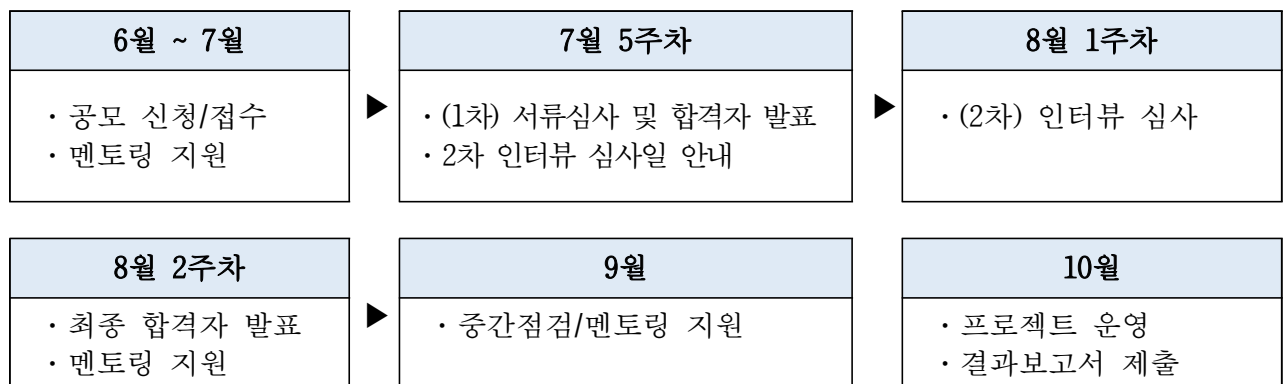 6월 ~ 7월
· 공모 신청/접수
· 멘토링 지원
▶
7월 5주차
· (1차) 서류심사 및 합격자 발표
· 2차 인터뷰 심사일 안내
▶
8월 1주차
· (2차) 인터뷰 심사
8월 2주차
· 최종 합격자 발표
· 멘토링 지원
▶
9월
· 중간점검/멘토링 지원
10월
· 프로젝트 운영
· 결과보고서 제출